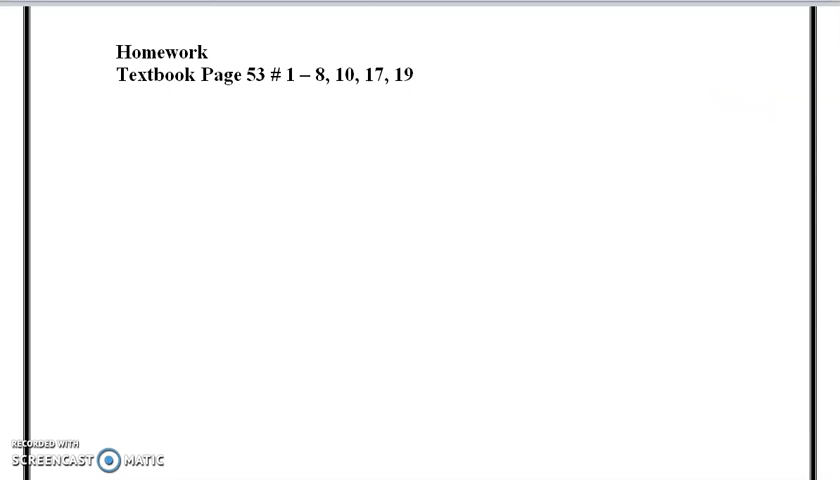 Homework
Textbook Page 53 # 1 – 8, 10, 17, 19
RECORDED WITH
SCREENCAST MATIC